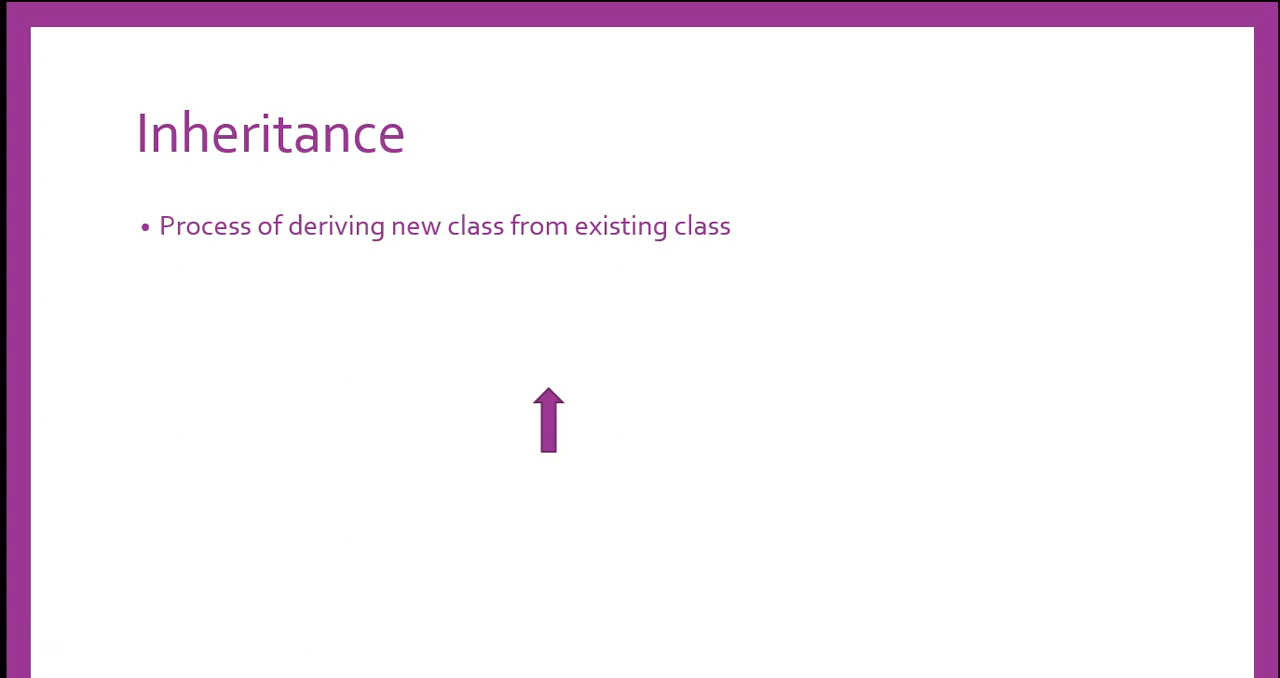 Inheritance
• Process of deriving new class from existing class